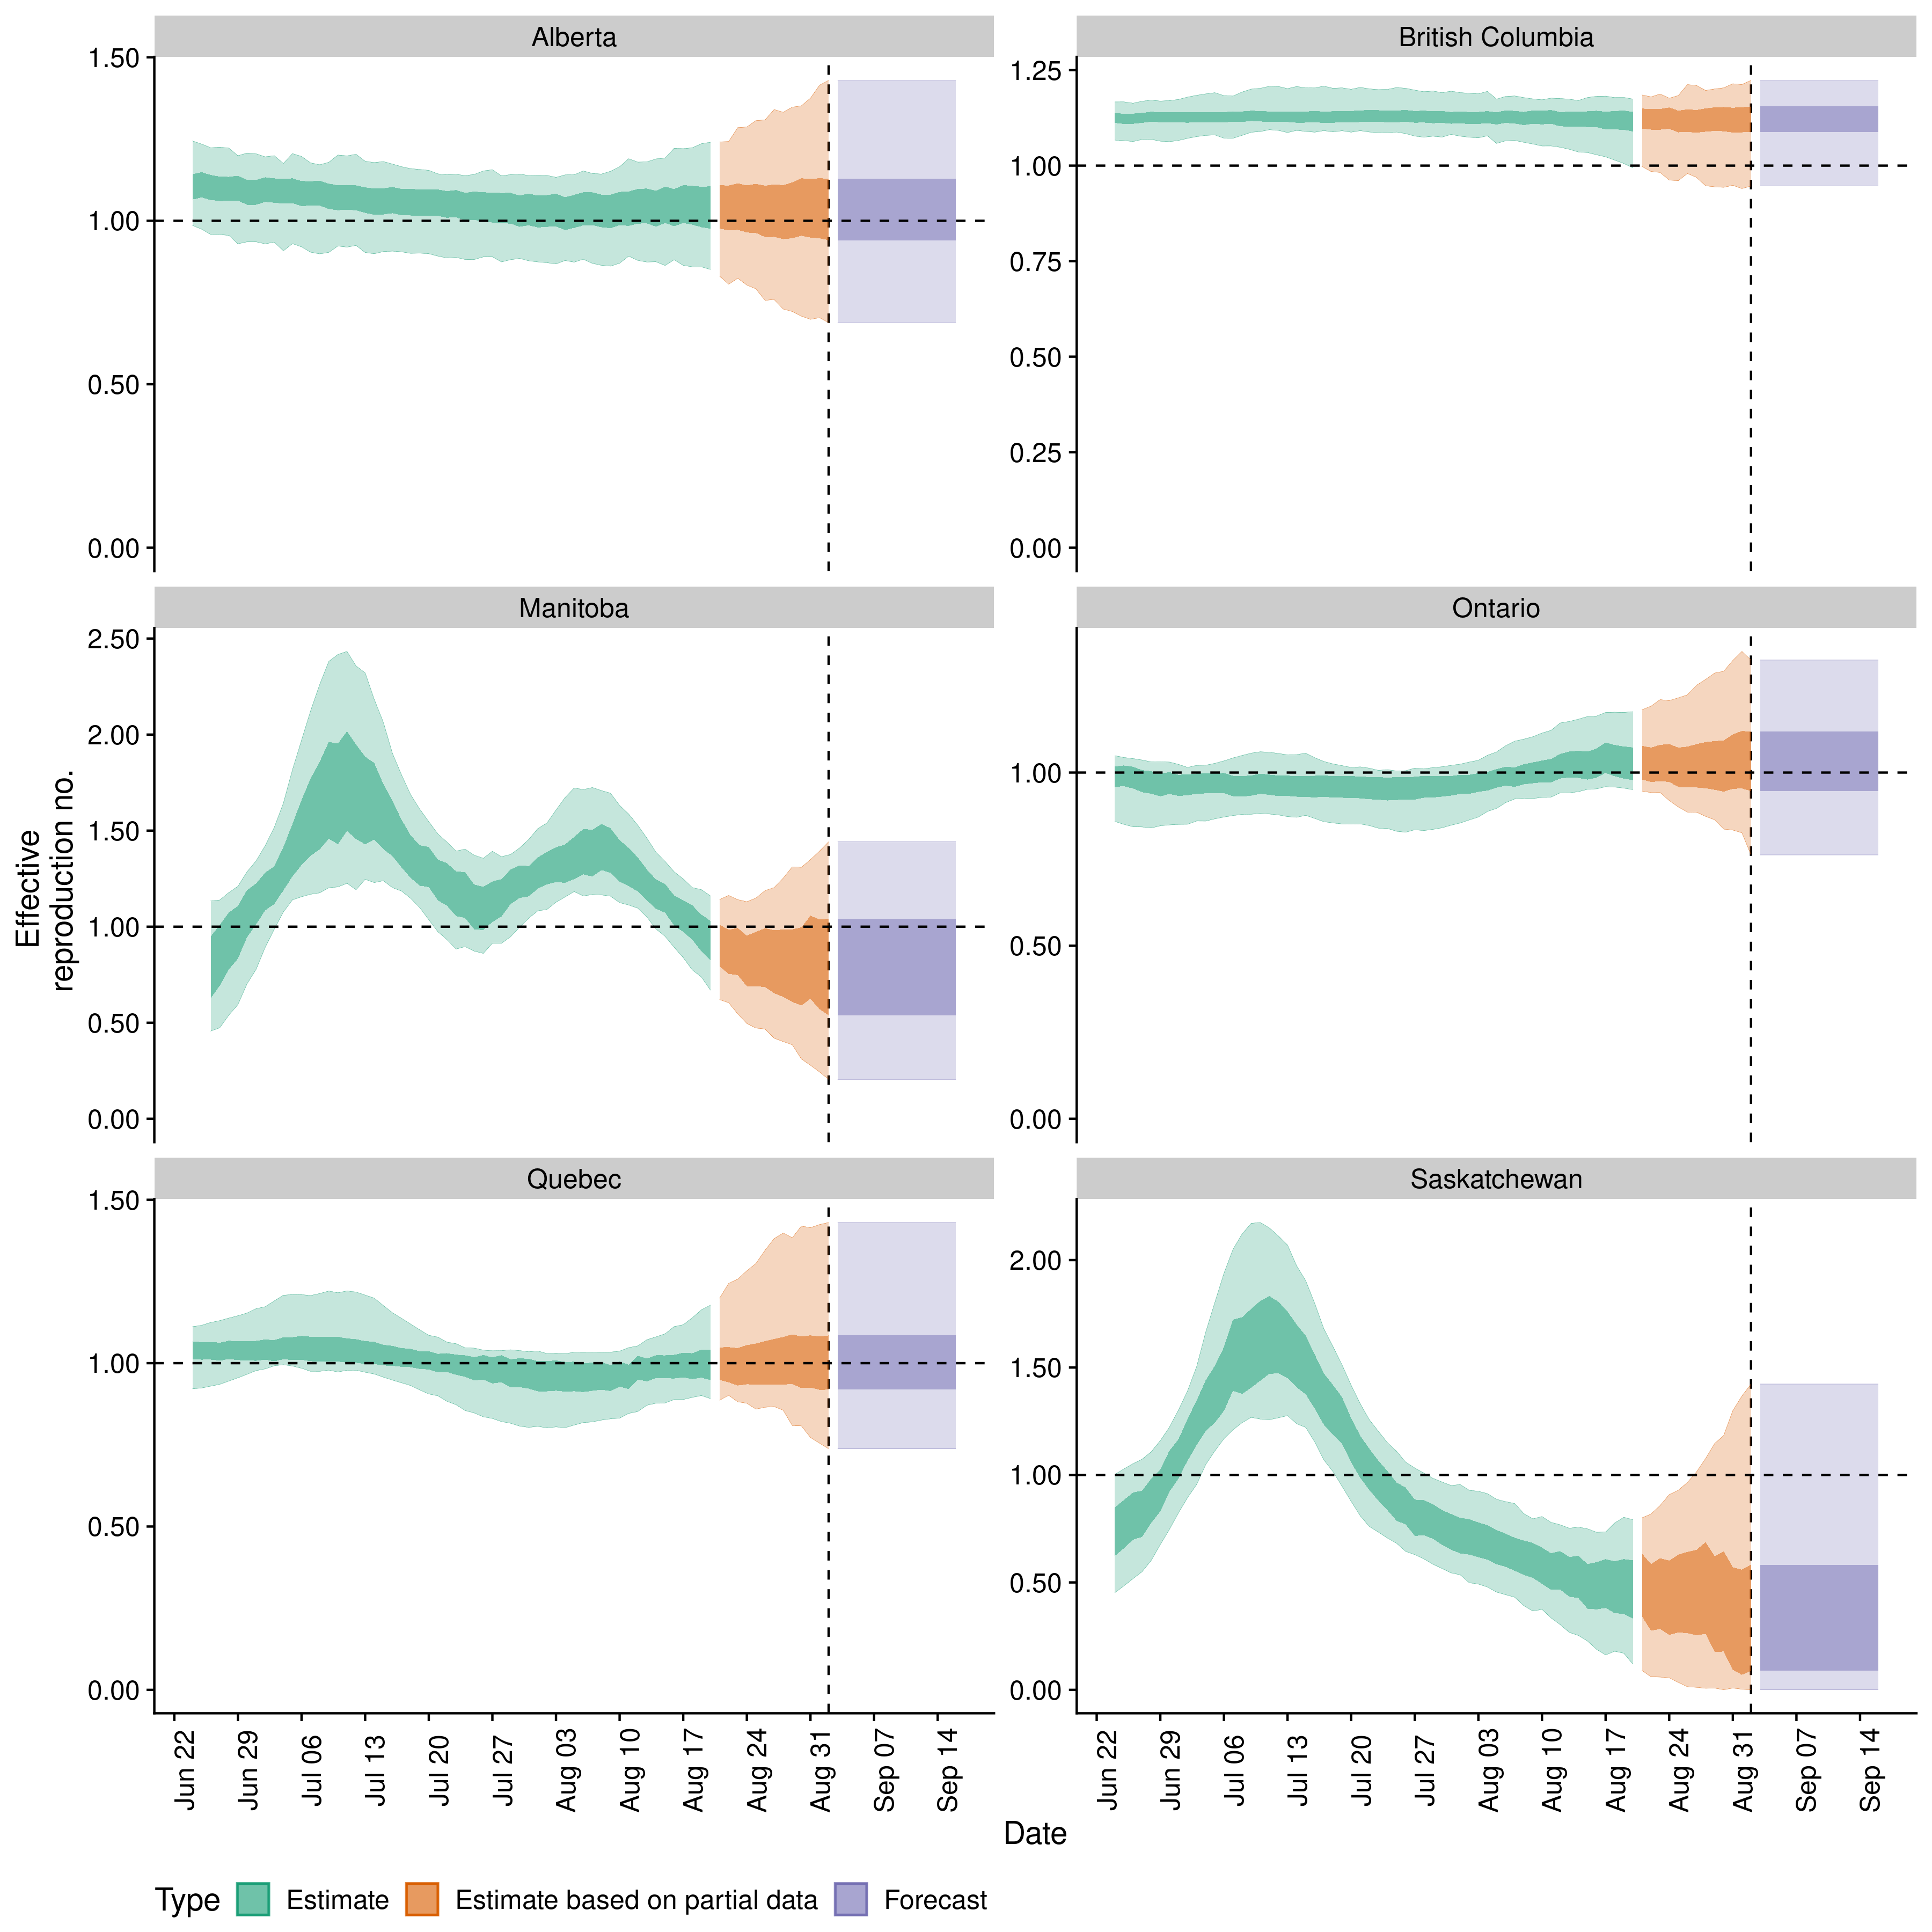 Alberta
British Columbia
1.50
1.00
0.50
0.00
1.25
1.00
0.75
0.50
0.25
0.00
Manitoba
Ontario
2.50
2.00
1.50
1.00
0.50
0.00
1.00
0.50
0.00
Quebec
Saskatchewan
1.50
1.00
0.50
0.00
2.00
1.50
1.00
0.50
0.00
Effective
reproduction no.
Jun 22
Jun 29
Jul 06
Jul 13
Jul 20
Jul 27
Aug 03
Aug 10
Aug 17
Aug 24
Aug 31
Sep 07
Sep 14
Jun 22
Jun 29
Jul 06
Jul 13
Jul 20
Jul 27
Aug 03
Aug 10
Aug 17
Aug 24
Aug 31
Sep 07
Sep 14
Date
Type Estimate Estimate based on partial data Forecast